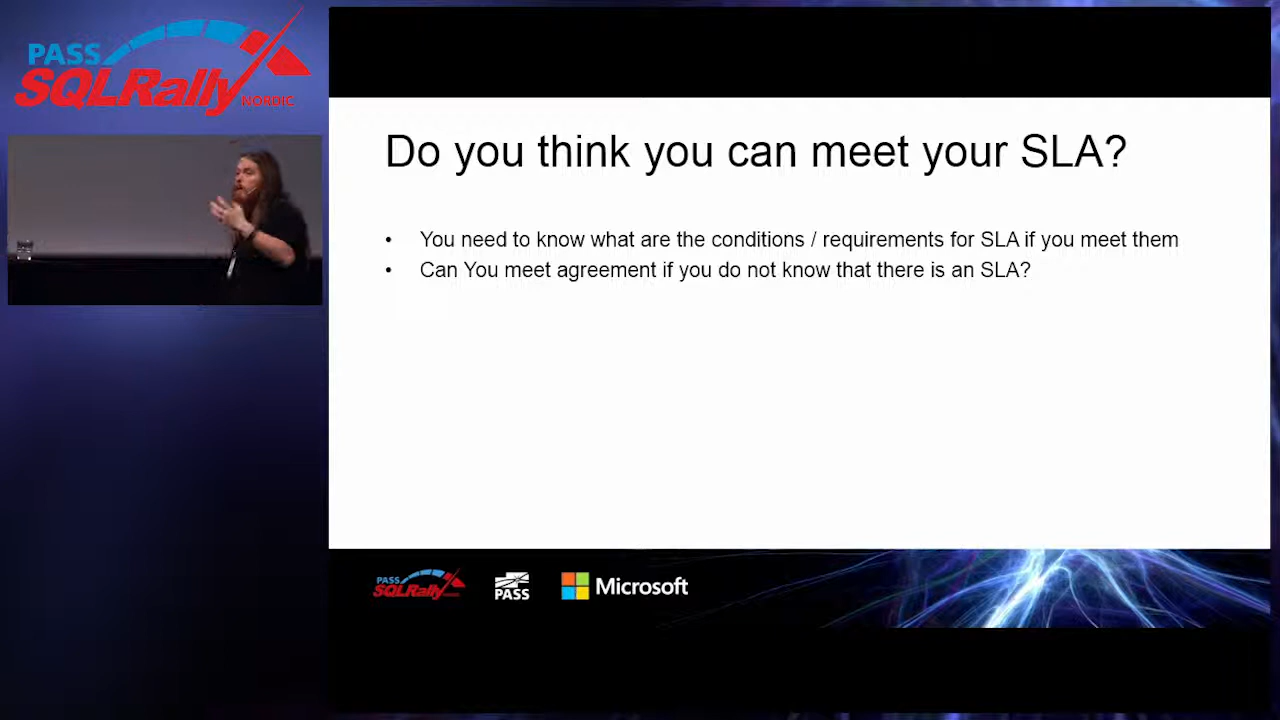 PASS
SQLRally
NORDIC
Do you think you can meet your SLA?
• You need to know what are the conditions / requirements for SLA if you meet them
• Can You meet agreement if you do not know that there is an SLA?
PASS
SQLRally
PASS
Microsoft